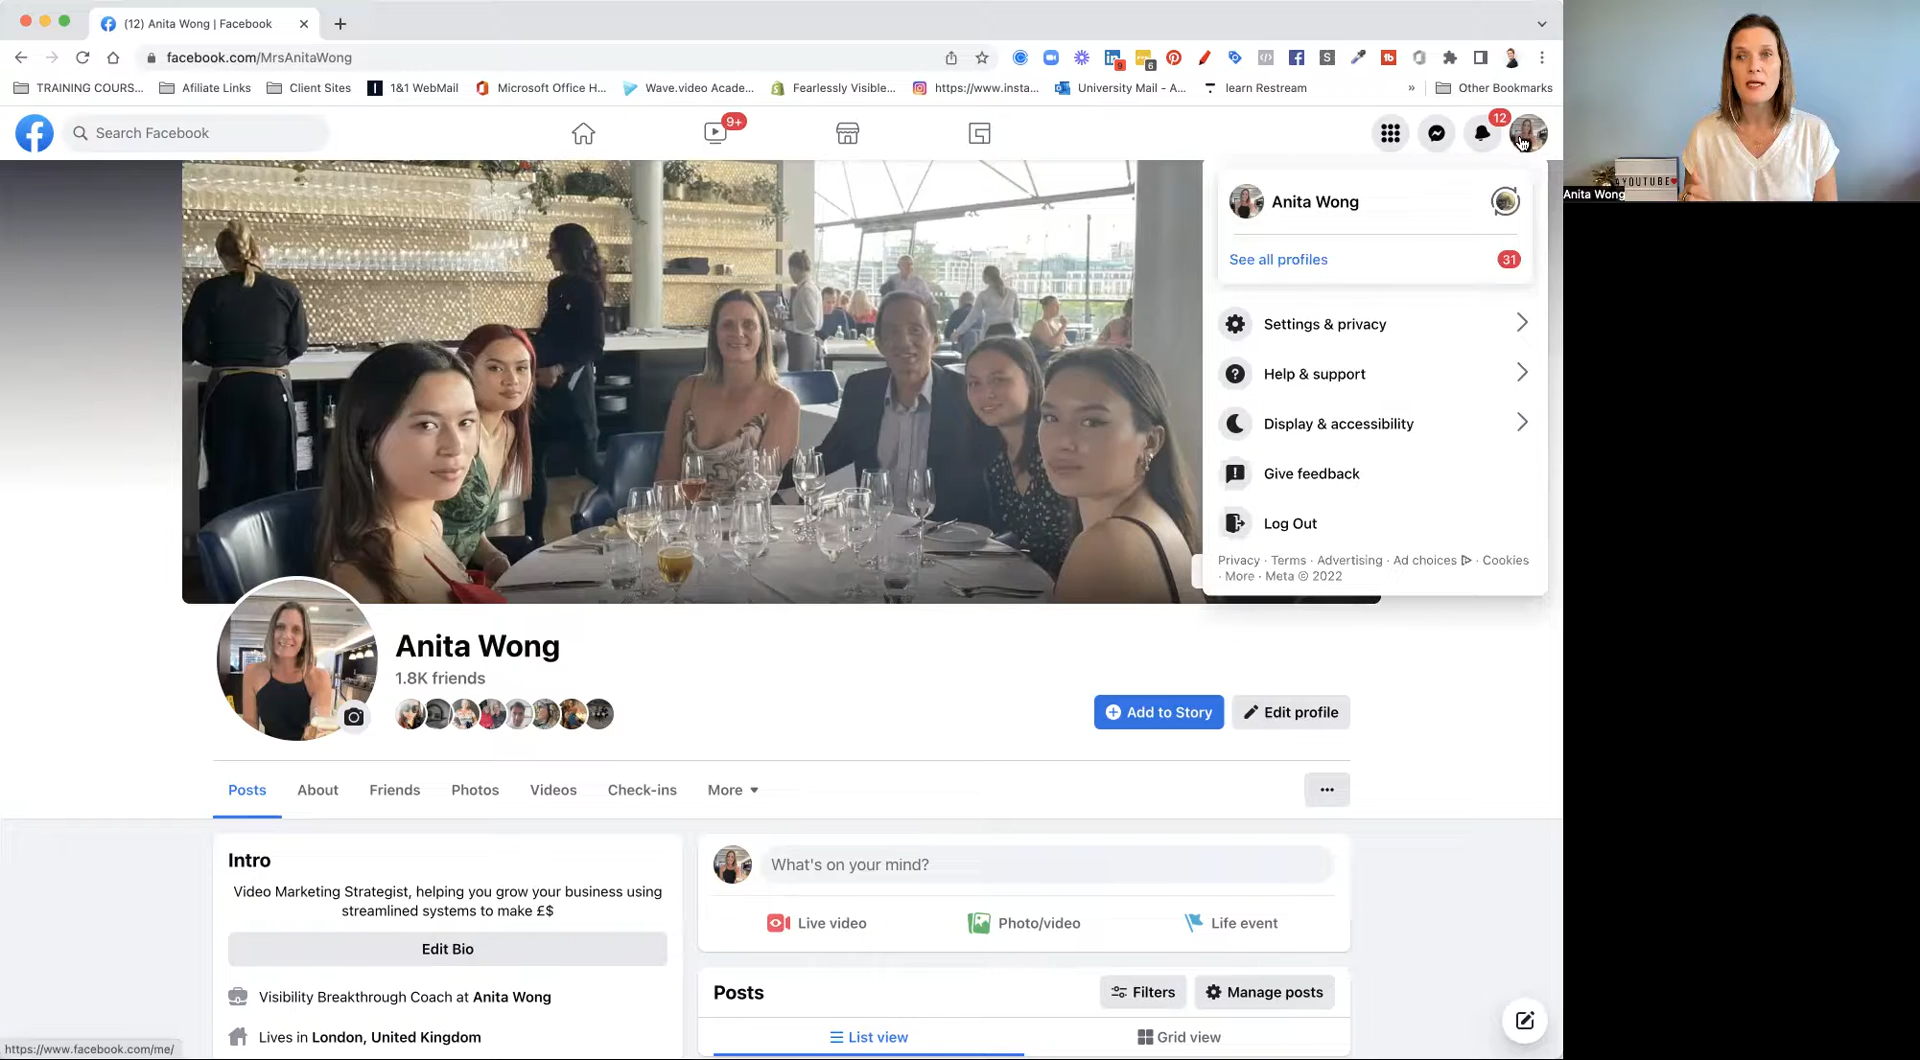 (12) Anita Wong | Facebook
facebook.com/MrsAnitaWong
9
6
TRAINING COURS...
Afiliate Links
Client Sites
1&1 WebMail
Microsoft Office H...
Wave.video Acade...
Fearlessly Visible...
https://www.insta...
University Mail - A...
learn Restream
»
Other Bookmarks
Search Facebook
9+
12
Anita Wong
See all profiles
31
Settings & privacy
Help & support
Display & accessibility
Give feedback
Log Out
Privacy · Terms · Advertising · Ad choices · Cookies
· More · Meta © 2022
YOUTUBE
Anita Wong
Anita Wong
1.8K friends
Add to Story
Edit profile
Posts
About
Friends
Photos
Videos
Check-ins
More
Intro
Video Marketing Strategist, helping you grow your business using
streamlined systems to make £$
Edit Bio
Visibility Breakthrough Coach at Anita Wong
Lives in London, United Kingdom
What's on your mind?
Live video
Photo/video
Life event
Posts
Filters
Manage posts
List view
Grid view
https://www.facebook.com/me/